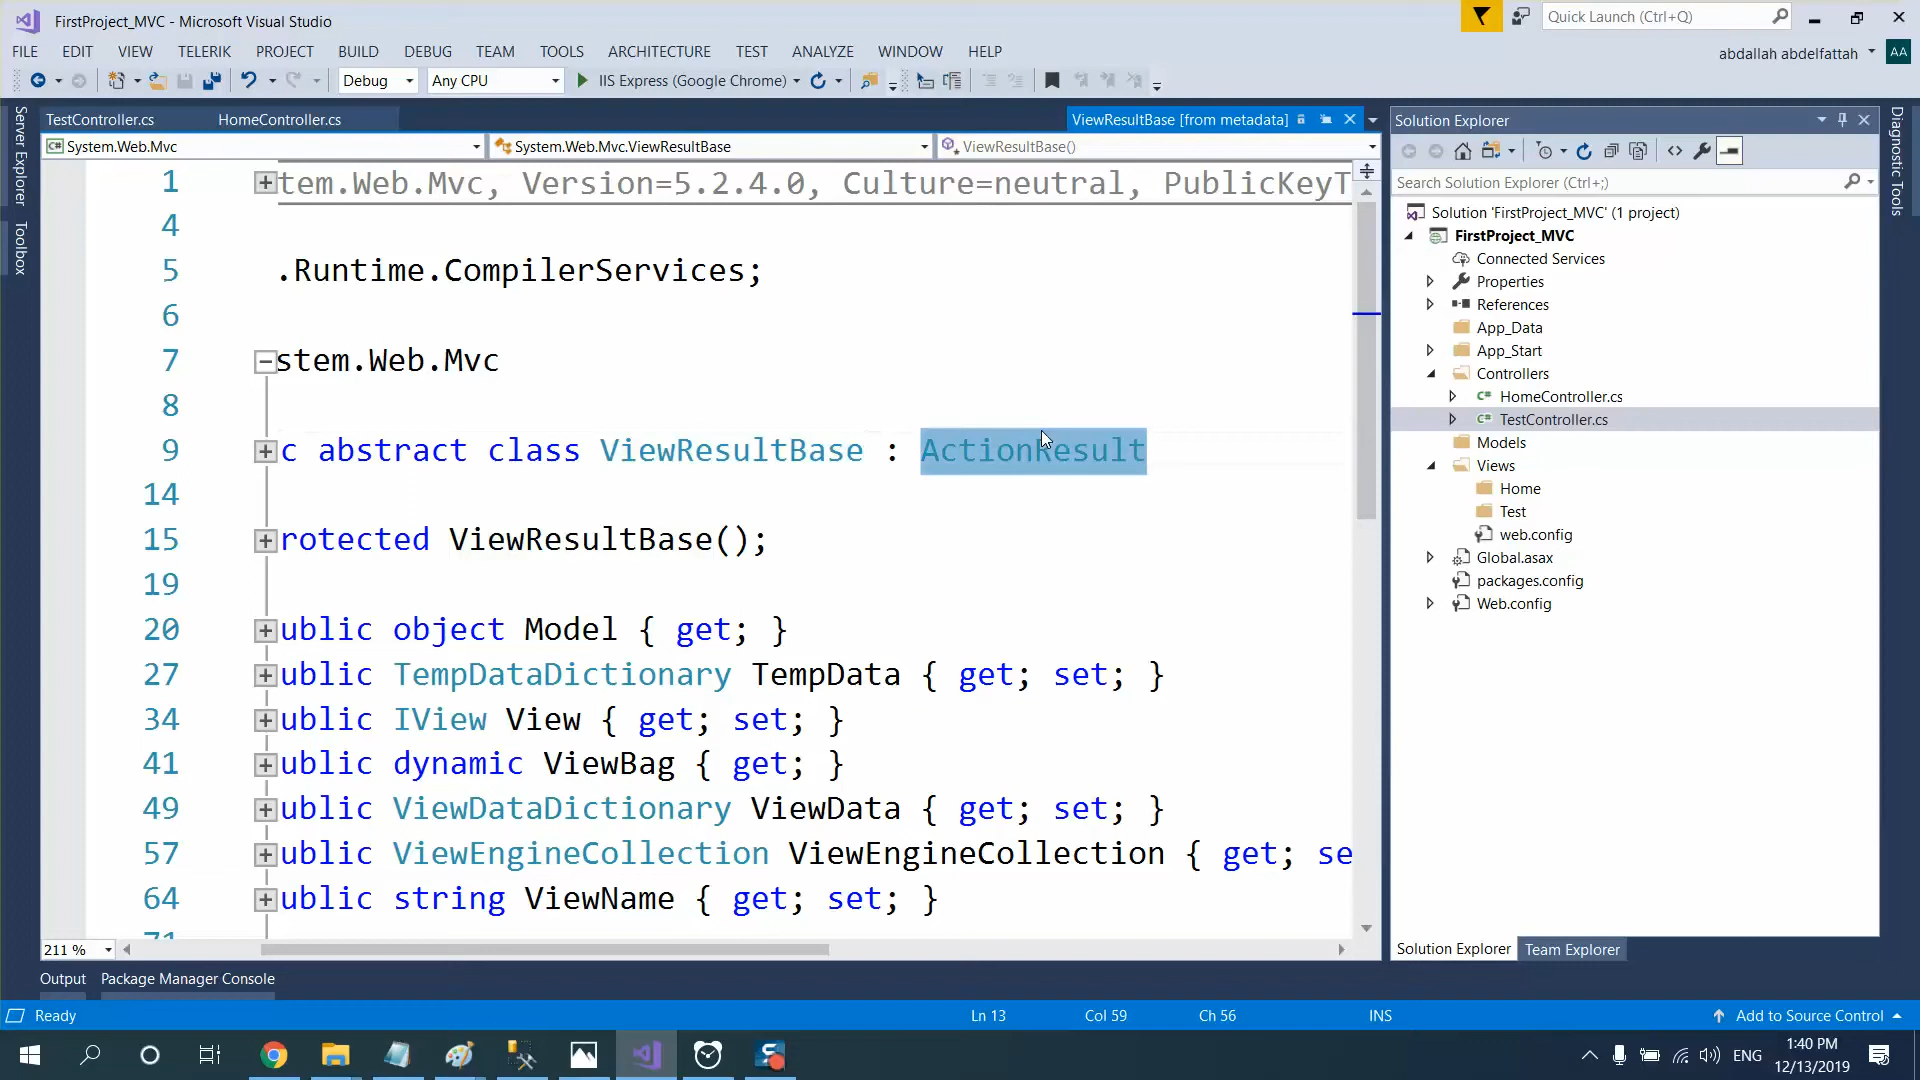 FirstProject_MVC - Microsoft Visual Studio
Quick Launch (Ctrl+Q)
FILE EDIT VIEW TELERIK PROJECT BUILD DEBUG TEAM TOOLS ARCHITECTURE TEST ANALYZE WINDOW HELP
abdallah abdelfattah AA
Debug Any CPU IIS Express (Google Chrome)
Server Explorer
Toolbox
TestController.cs HomeController.cs ViewResultBase [from metadata]
System.Web.Mvc System.Web.Mvc.ViewResultBase ViewResultBase()
1 tem.Web.Mvc, Version=5.2.4.0, Culture=neutral, PublicKeyT
4
5 .Runtime.CompilerServices;
6
7 stem.Web.Mvc
8
9 c abstract class ViewResultBase : ActionResult
14
15 rotected ViewResultBase();
19
20 ublic object Model { get; }
27 ublic TempDataDictionary TempData { get; set; }
34 ublic IView View { get; set; }
41 ublic dynamic ViewBag { get; }
49 ublic ViewDataDictionary ViewData { get; set; }
57 ublic ViewEngineCollection ViewEngineCollection { get; se
64 ublic string ViewName { get; set; }
71
211 %
Solution Explorer
Search Solution Explorer (Ctrl+;)
Solution 'FirstProject_MVC' (1 project)
FirstProject_MVC
Connected Services
Properties
References
App_Data
App_Start
Controllers
HomeController.cs
TestController.cs
Models
Views
Home
Test
web.config
Global.asax
packages.config
Web.config
Solution Explorer Team Explorer
Diagnostic Tools
Output Package Manager Console
Ready Ln 13 Col 59 Ch 56 INS Add to Source Control
ENG
1:40 PM
12/13/2019